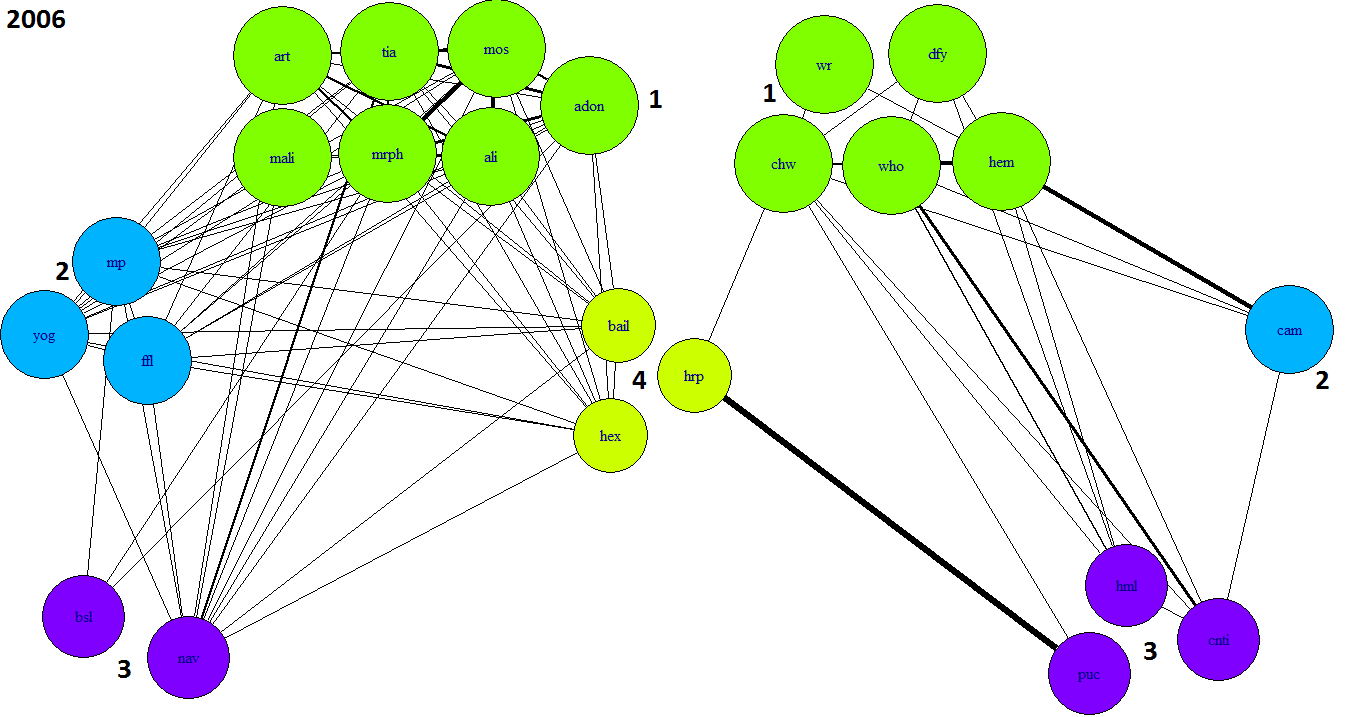 2006
art
tia
mos
adon
1
mali
mrph
ali
mp
2
yog
ffl
bail
4
hex
bsl
3
nav
wr
dfy
1
chw
who
hem
hrp
cam
2
hml
cnti
3
puc